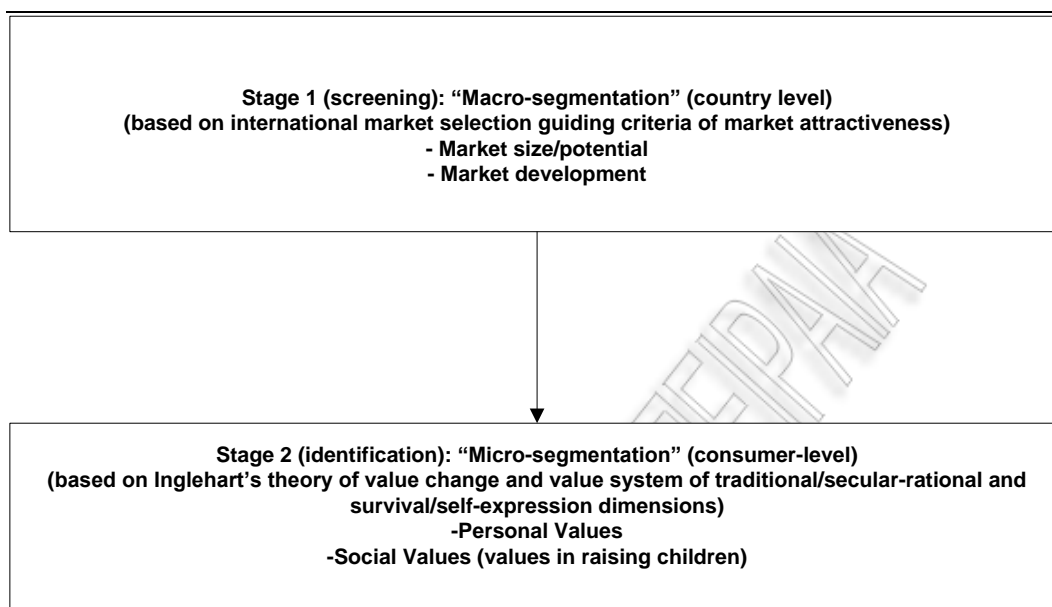 Stage 1 (screening): “Macro-segmentation” (country level)
(based on international market selection guiding criteria of market attractiveness)
- Market size/potential
- Market development
Stage 2 (identification): “Micro-segmentation” (consumer-level)
(based on Inglehart’s theory of value change and value system of traditional/secular-rational and
survival/self-expression dimensions)
-Personal Values
-Social Values (values in raising children)